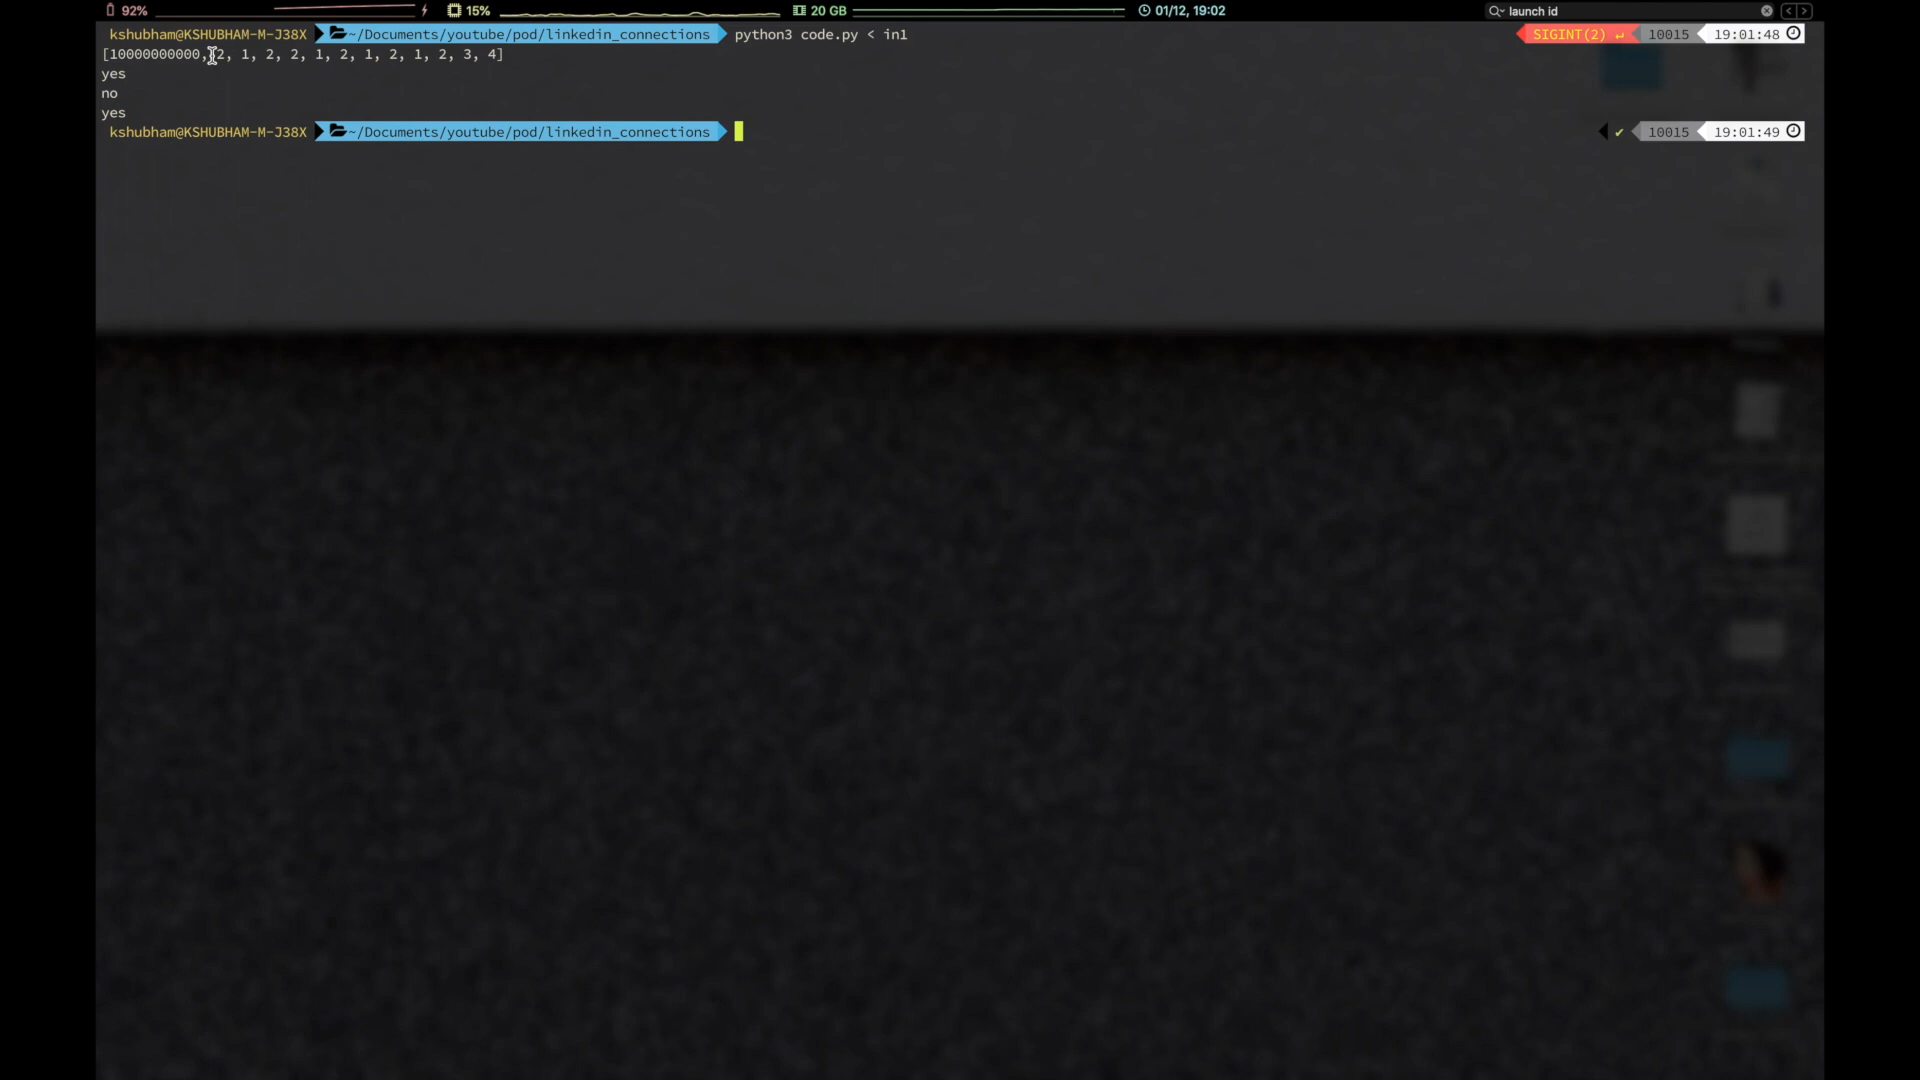 92% 15% 20 GB 01/12, 19:02 launch id
kshubham@KSHUBHAM-M-J38X ~/Documents/youtube/pod/linkedin_connections python3 code.py < in1 SIGINT(2) ↵ 10015 19:01:48
[10000000000, 2, 1, 2, 2, 1, 2, 1, 2, 1, 2, 3, 4]
yes
no
yes
kshubham@KSHUBHAM-M-J38X ~/Documents/youtube/pod/linkedin_connections ✔ 10015 19:01:49